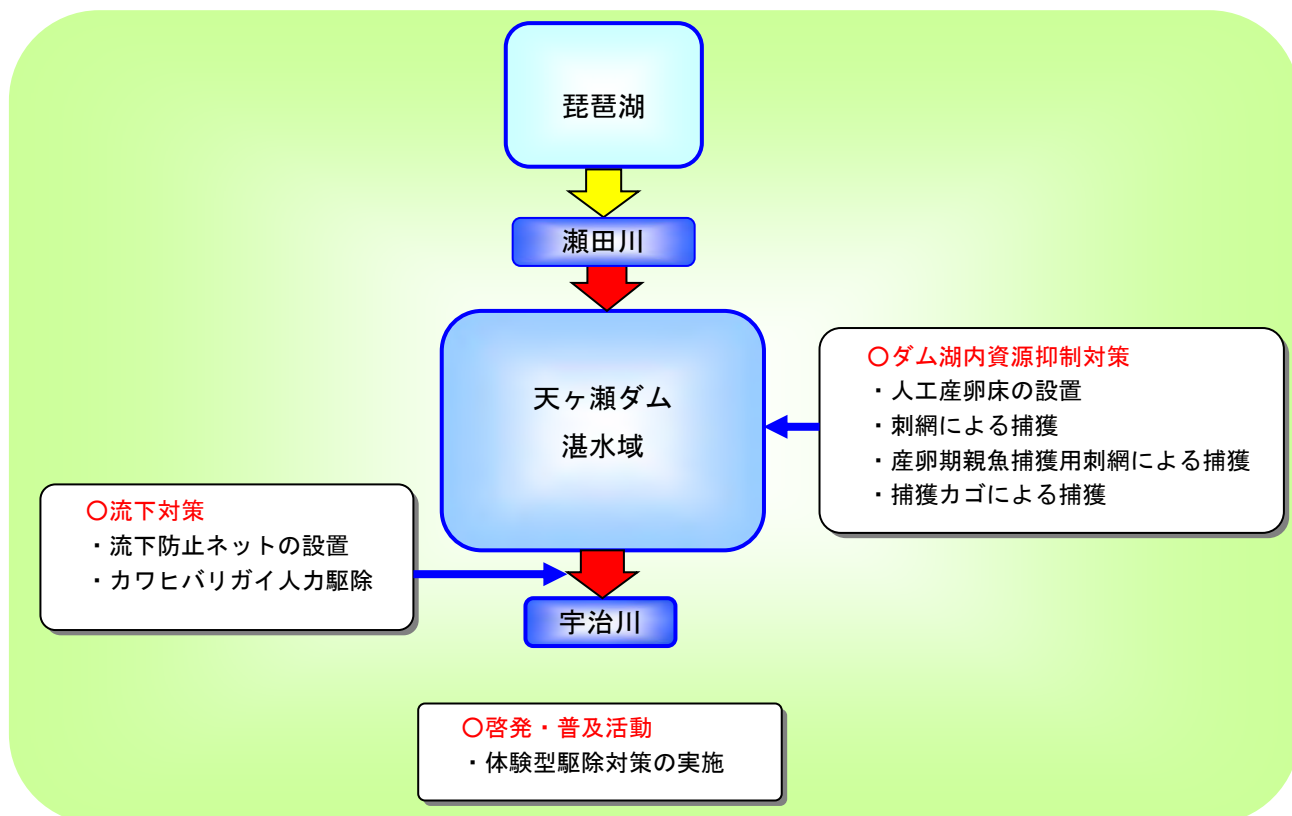 琵琶湖
瀬田川
天ヶ瀬ダム
湛水域
〇ダム湖内資源抑制対策
・人工産卵床の設置
・刺網による捕獲
・産卵期親魚捕獲用刺網による捕獲
・捕獲カゴによる捕獲
〇流下対策
・流下防止ネットの設置
・カワヒバリガイ人力駆除
宇治川
〇啓発・普及活動
・体験型駆除対策の実施